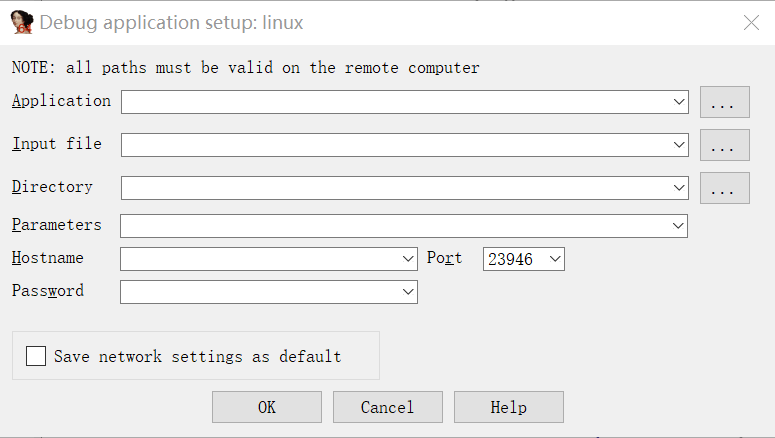 Debug application setup: linux
NOTE: all paths must be valid on the remote computer
Application ...
Input file ...
Directory ...
Parameters
Hostname Port 23946
Password
Save network settings as default
OK Cancel Help